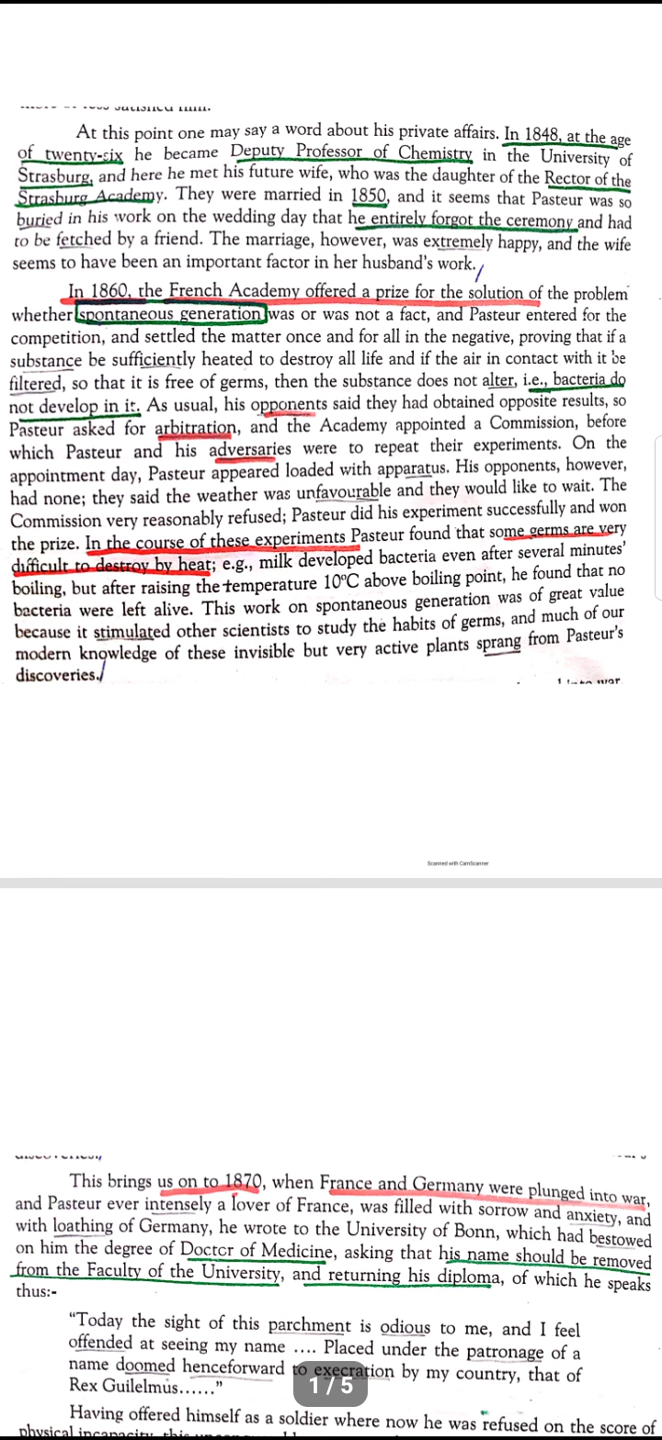 satisfied him.
At this point one may say a word about his private affairs. In 1848, at the age
of twenty-six he became Deputy Professor of Chemistry in the University of
Strasburg, and here he met his future wife, who was the daughter of the Rector of the
Strasburg Academy. They were married in 1850, and it seems that Pasteur was so
buried in his work on the wedding day that he entirely forgot the ceremony and had
to be fetched by a friend. The marriage, however, was extremely happy, and the wife
seems to have been an important factor in her husband's work.
In 1860, the French Academy offered a prize for the solution of the problem
whether spontaneous generation was or was not a fact, and Pasteur entered for the
competition, and settled the matter once and for all in the negative, proving that if a
substance be sufficiently heated to destroy all life and if the air in contact with it be
filtered, so that it is free of germs, then the substance does not alter, i.e., bacteria do
not develop in it. As usual, his opponents said they had obtained opposite results, so
Pasteur asked for arbitration, and the Academy appointed a Commission, before
which Pasteur and his adversaries were to repeat their experiments. On the
appointment day, Pasteur appeared loaded with apparatus. His opponents, however,
had none; they said the weather was unfavourable and they would like to wait. The
Commission very reasonably refused; Pasteur did his experiment successfully and won
the prize. In the course of these experiments Pasteur found that some germs are very
difficult to destroy by heat; e.g., milk developed bacteria even after several minutes'
boiling, but after raising the temperature 10°C above boiling point, he found that no
bacteria were left alive. This work on spontaneous generation was of great value
because it stimulated other scientists to study the habits of germs, and much of our
modern knowledge of these invisible but very active plants sprang from Pasteur's
discoveries.
into war
Scanned with CamScanner
This brings us on to 1870, when France and Germany were plunged into war,
and Pasteur ever intensely a lover of France, was filled with sorrow and anxiety, and
with loathing of Germany, he wrote to the University of Bonn, which had bestowed
on him the degree of Doctor of Medicine, asking that his name should be removed
from the Faculty of the University, and returning his diploma, of which he speaks
thus:-
"Today the sight of this parchment is odious to me, and I feel
offended at seeing my name .... Placed under the patronage of a
name doomed henceforward to execration by my country, that of
Rex Guilelmus......"
1 / 5
Having offered himself as a soldier where now he was refused on the score of
physical incapacity, this